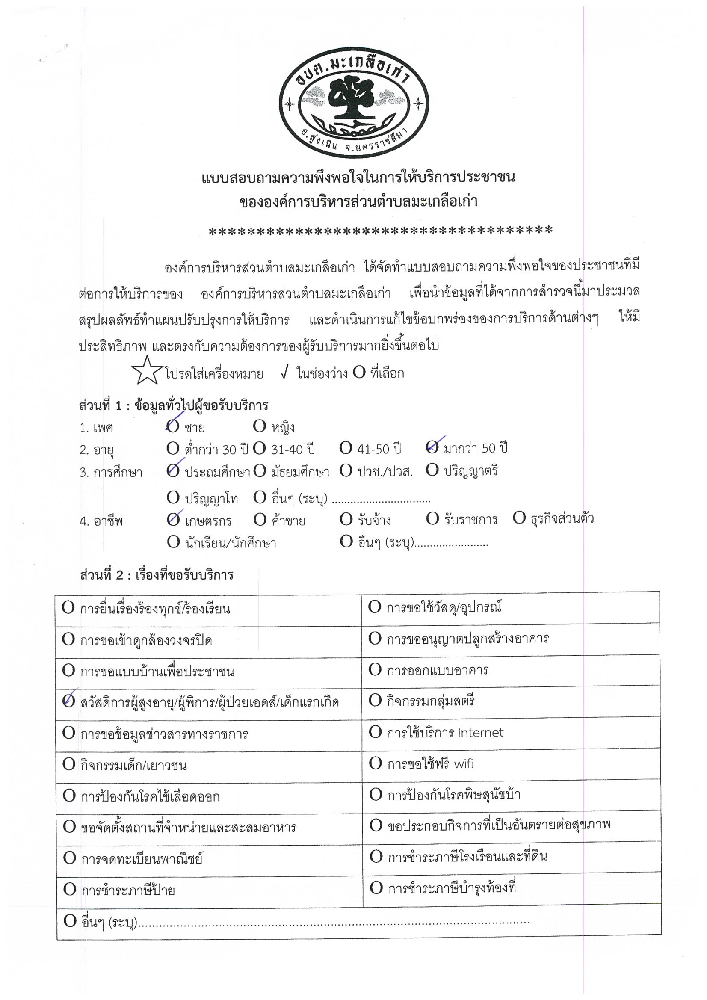 อบต.มะเกลือเก่า
อ.สูงเนิน จ.นครราชสีมา
แบบสอบถามความพึงพอใจในการให้บริการประชาชน
ขององค์การบริหารส่วนตำบลมะเกลือเก่า
************************************
องค์การบริหารส่วนตำบลมะเกลือเก่า ได้จัดทำแบบสอบถามความพึ่งพอใจของประชาชนที่มี
ต่อการให้บริการของ องค์การบริหารส่วนตำบลมะเกลือเก่า เพื่อนำข้อมูลที่ได้จากการสำรวจนี้มาประมวล
สรุปผลลัพธ์ทำแผนปรับปรุงการให้บริการ และดำเนินการแก้ไขข้อบกพร่องของการบริการด้านต่างๆ ให้มี
ประสิทธิภาพ และตรงกับความต้องการของผู้รับบริการมากยิ่งขึ้นต่อไป
โปรดใส่เครื่องหมาย √ ในช่องว่าง O ที่เลือก
ส่วนที่ 1 : ข้อมูลทั่วไปผู้ขอรับบริการ
1. เพศ O ชาย O หญิง
2. อายุ O ต่ำกว่า 30 ปี O 31-40 ปี O 41-50 ปี O มากว่า 50 ปี
3. การศึกษา O ประถมศึกษา O มัธยมศึกษา O ปวช./ปวส. O ปริญญาตรี
O ปริญญาโท O อื่นๆ (ระบุ) ................................
4. อาชีพ O เกษตรกร O ค้าขาย O รับจ้าง O รับราชการ O ธุรกิจส่วนตัว
O นักเรียน/นักศึกษา O อื่นๆ (ระบุ)........................
ส่วนที่ 2 : เรื่องที่ขอรับบริการ
O การยื่นเรื่องร้องทุกข์/ร้องเรียน O การขอใช้วัสดุ/อุปกรณ์
O การขอเข้าดูกล้องวงจรปิด O การขออนุญาตปลูกสร้างอาคาร
O การขอแบบบ้านเพื่อประชาชน O การออกแบบอาคาร
O สวัสดิการผู้สูงอายุ/ผู้พิการ/ผู้ป่วยเอดส์/เด็กแรกเกิด O กิจกรรมกลุ่มสตรี
O การขอข้อมูลข่าวสารทางราชการ O การใช้บริการ Internet
O กิจกรรมเด็ก/เยาวชน O การขอใช้ฟรี wifi
O การป้องกันโรคไข้เลือดออก O การป้องกันโรคพิษสุนัขบ้า
O ขอจัดตั้งสถานที่จำหน่ายและสะสมอาหาร O ขอประกอบกิจการที่เป็นอันตรายต่อสุขภาพ
O การจดทะเบียนพาณิชย์ O การชำระภาษีโรงเรือนและที่ดิน
O การชำระภาษีป้าย O การชำระภาษีบำรุงท้องที่
O อื่นๆ (ระบุ)................................................................................................